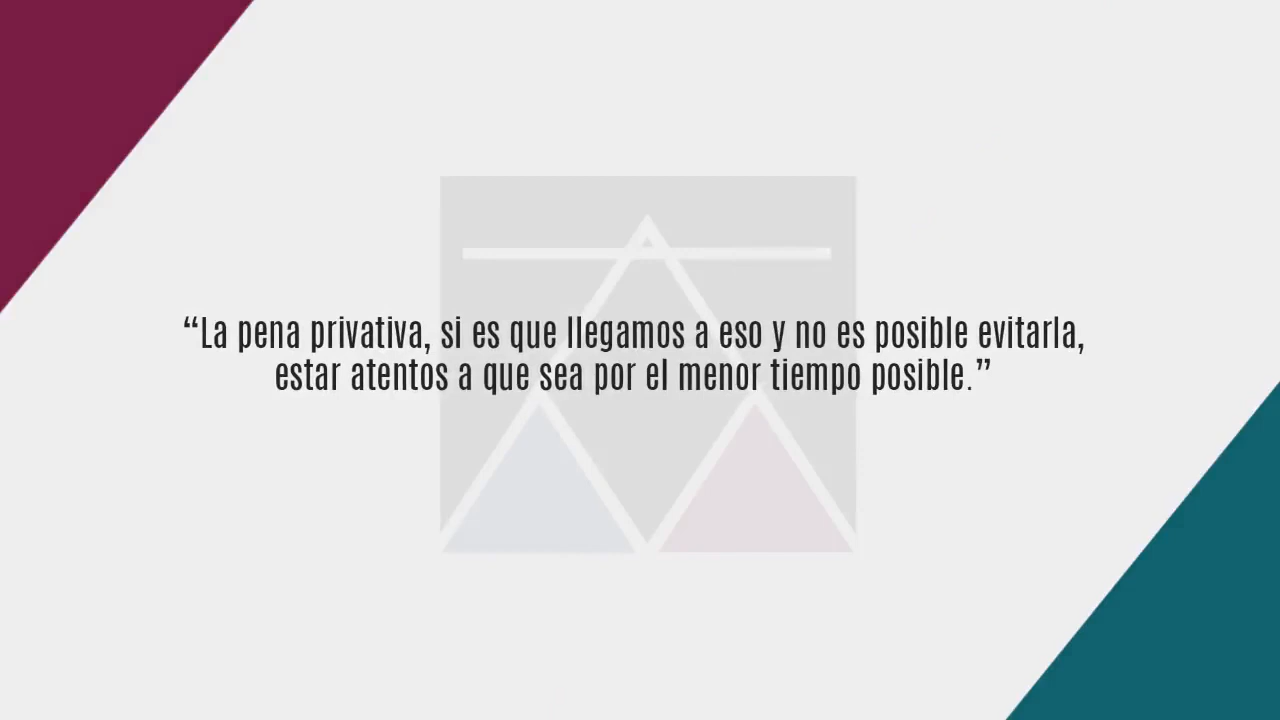 “La pena privativa, si es que llegamos a eso y no es posible evitarla,
estar atentos a que sea por el menor tiempo posible.”